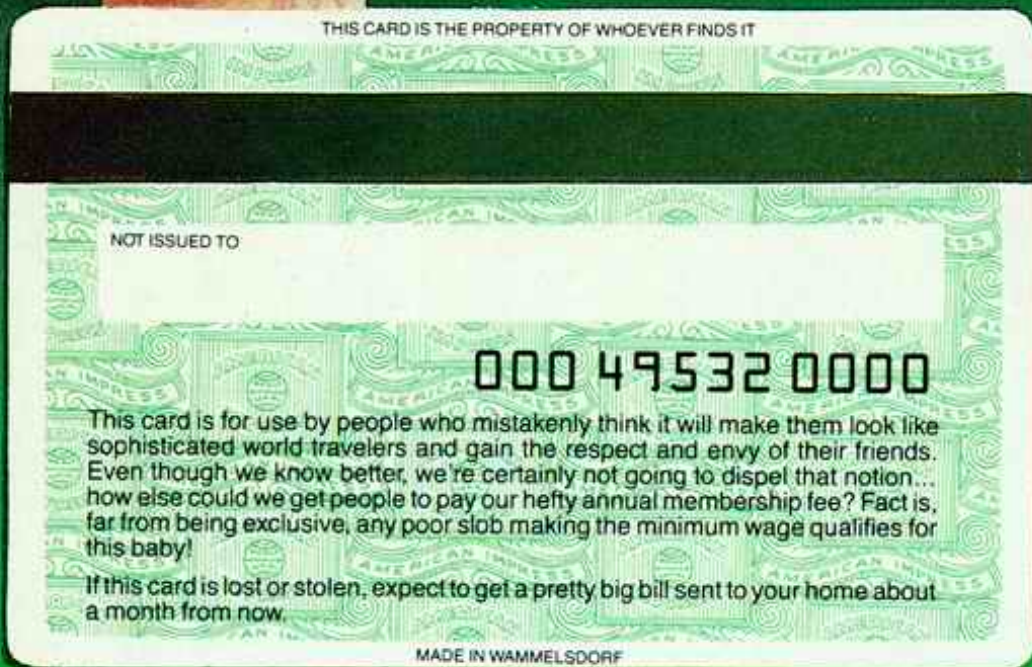 THIS CARD IS THE PROPERTY OF WHOEVER FINDS IT
NOT ISSUED TO
000 49532 0000
This card is for use by people who mistakenly think it will make them look like
sophisticated world travelers and gain the respect and envy of their friends.
Even though we know better, we're certainly not going to dispel that notion...
how else could we get people to pay our hefty annual membership fee? Fact is,
far from being exclusive, any poor slob making the minimum wage qualifies for
this baby!
If this card is lost or stolen, expect to get a pretty big bill sent to your home about
a month from now.
MADE IN WAMMELSDORF